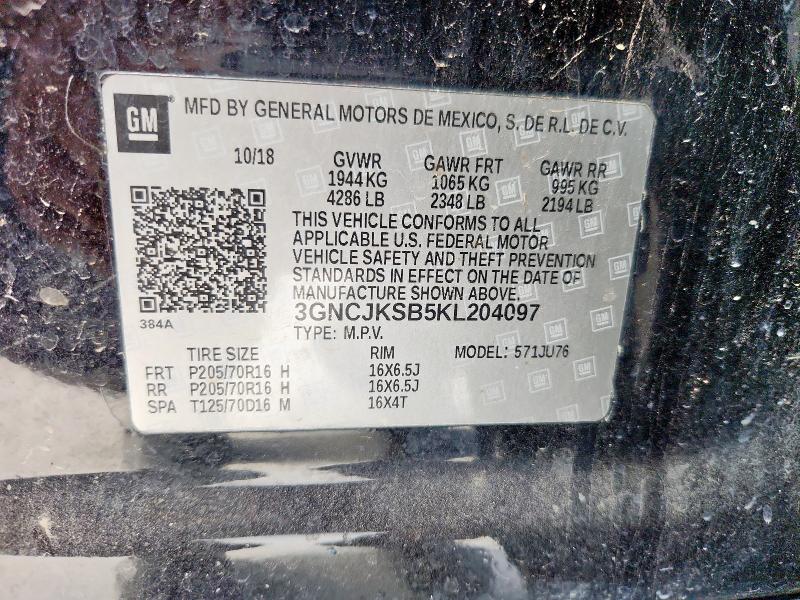 GM MFD BY GENERAL MOTORS DE MEXICO, S. DE R.L. DE C.V.
10/18 GVWR GAWR FRT GAWR RR
1944 KG 1065 KG 995 KG
4286 LB 2348 LB 2194 LB
THIS VEHICLE CONFORMS TO ALL
APPLICABLE U.S. FEDERAL MOTOR
VEHICLE SAFETY AND THEFT PREVENTION
STANDARDS IN EFFECT ON THE DATE OF
MANUFACTURE SHOWN ABOVE.
384A
3GNCJKSB5KL204097
TYPE: M.P.V.
TIRE SIZE RIM MODEL: 571JU76
FRT P205/70R16 H 16X6.5J
RR P205/70R16 H 16X6.5J
SPA T125/70D16 M 16X4T